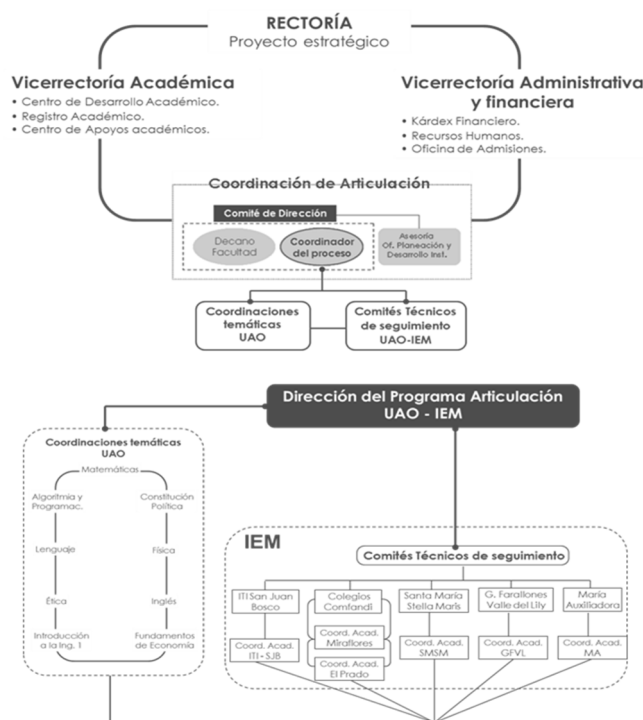 RECTORÍA
Proyecto estratégico
Vicerrectoría Académica
• Centro de Desarrollo Académico.
• Registro Académico.
• Centro de Apoyos académicos.
Vicerrectoría Administrativa
y financiera
• Kárdex Financiero.
• Recursos Humanos.
• Oficina de Admisiones.
Coordinación de Articulación
Comité de Dirección
Decano
Facultad
Coordinador
del proceso
Asesoría
Of. Planeación y
Desarrollo Inst.
Coordinaciones
temáticas
UAO
Comités Técnicos
de seguimiento
UAO-IEM
Dirección del Programa Articulación
UAO - IEM
Coordinaciones temáticas
UAO
Matemáticas
Algoritmia y
Programac.
Constitución
Política
Lenguaje
Física
Ética
Inglés
Introducción
a la Ing. 1
Fundamentos
de Economía
IEM
Comités Técnicos de seguimiento
ITI San Juan
Bosco
Colegios
Comfandi
Santa María
Stella Maris
G. Farallones
Valle del Lily
María
Auxiliadora
Coord. Acad.
ITI - SJB
Coord. Acad.
Miraflores
Coord. Acad.
El Prado
Coord. Acad.
SMSM
Coord. Acad.
GFVL
Coord. Acad.
MA